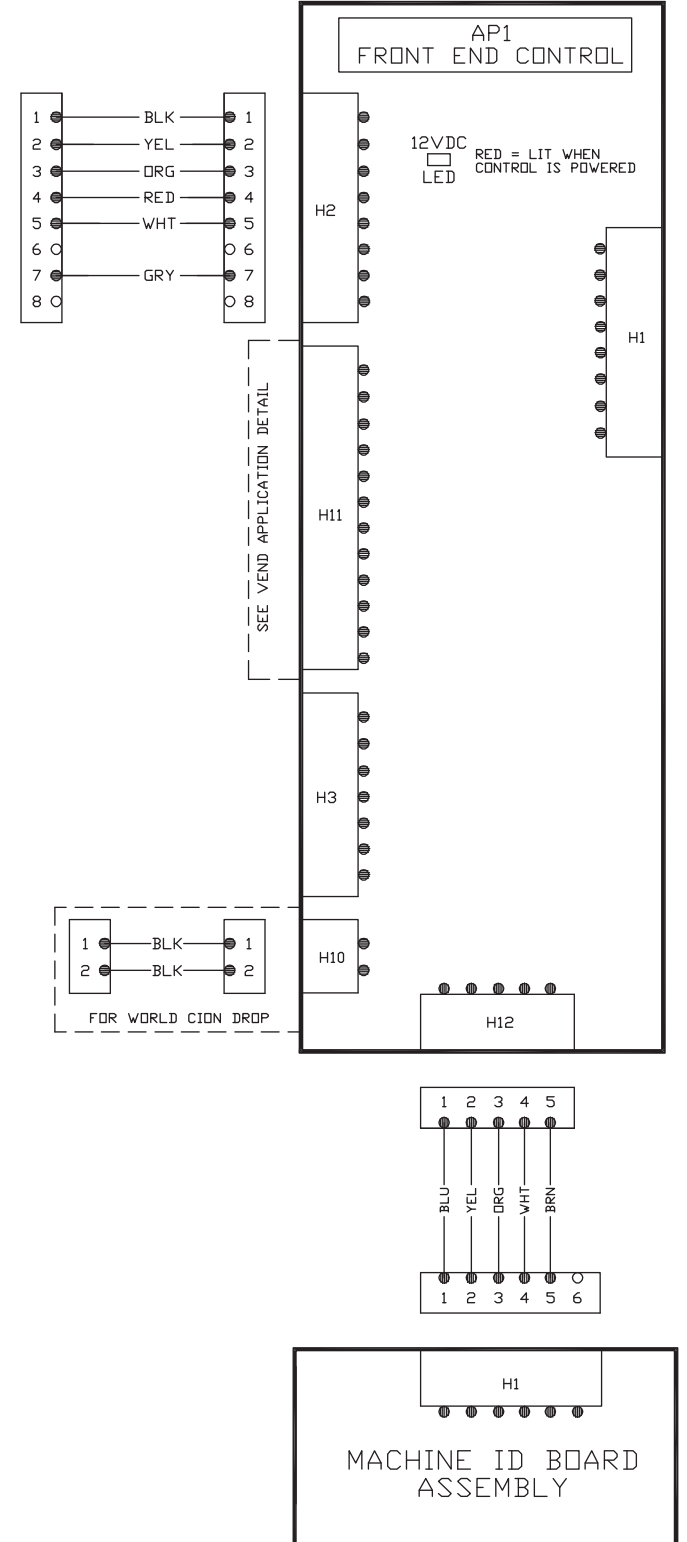 AP1
FRONT END CONTROL
12VDC
LED
RED = LIT WHEN
CONTROL IS POWERED
1 BLK 1
2 YEL 2
3 ORG 3
4 RED 4
5 WHT 5
6 6
7 GRY 7
8 8
H2
H1
SEE VEND APPLICATION DETAIL
H11
H3
1 BLK 1
2 BLK 2
FOR WORLD CION DROP
H10
H12
1 2 3 4 5
BLU YEL ORG WHT BRN
1 2 3 4 5 6
H1
MACHINE ID BOARD
ASSEMBLY